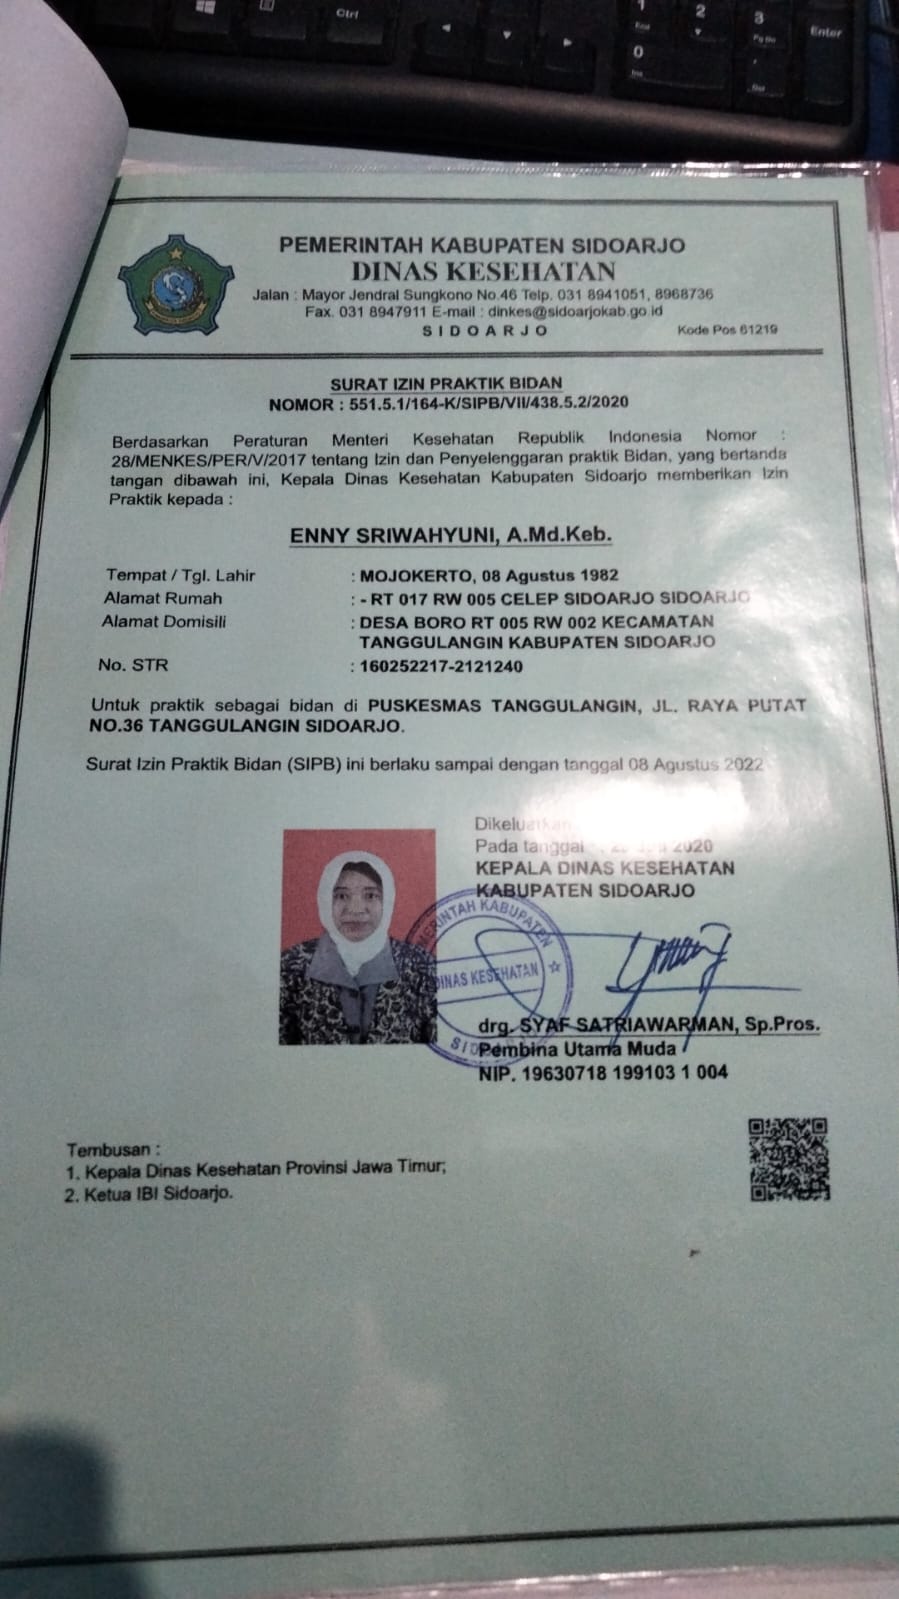 Ctrl
1
End
2
3
Pg Dn
Enter
0
Ins
Del
PEMERINTAH KABUPATEN SIDOARJO
DINAS KESEHATAN
Jalan : Mayor Jendral Sungkono No.46 Telp. 031 8941051, 8968736
Fax. 031 8947911 E-mail : dinkes@sidoarjokab.go.id
SIDOARJO
Kode Pos 61219
SURAT IZIN PRAKTIK BIDAN
NOMOR : 551.5.1/164-K/SIPB/VII/438.5.2/2020
Berdasarkan Peraturan Menteri Kesehatan Republik Indonesia Nomor :
28/MENKES/PER/V/2017 tentang Izin dan Penyelenggaran praktik Bidan, yang bertanda
tangan dibawah ini, Kepala Dinas Kesehatan Kabupaten Sidoarjo memberikan Izin
Praktik kepada :
ENNY SRIWAHYUNI, A.Md.Keb.
Tempat / Tgl. Lahir : MOJOKERTO, 08 Agustus 1982
Alamat Rumah : - RT 017 RW 005 CELEP SIDOARJO SIDOARJO
Alamat Domisili : DESA BORO RT 005 RW 002 KECAMATAN
TANGGULANGIN KABUPATEN SIDOARJO
No. STR : 160252217-2121240
Untuk praktik sebagai bidan di PUSKESMAS TANGGULANGIN, JL. RAYA PUTAT
NO.36 TANGGULANGIN SIDOARJO.
Surat Izin Praktik Bidan (SIPB) ini berlaku sampai dengan tanggal 08 Agustus 2022
Pada tanggal 2020
KEPALA DINAS KESEHATAN
KABUPATEN SIDOARJO
PEMERINTAH KABUPATEN
DINAS KESEHATAN
SIDOARJO
drg. SYAF SATRIAWARMAN, Sp.Pros.
Pembina Utama Muda
NIP. 19630718 199103 1 004
Tembusan :
1. Kepala Dinas Kesehatan Provinsi Jawa Timur;
2. Ketua IBI Sidoarjo.